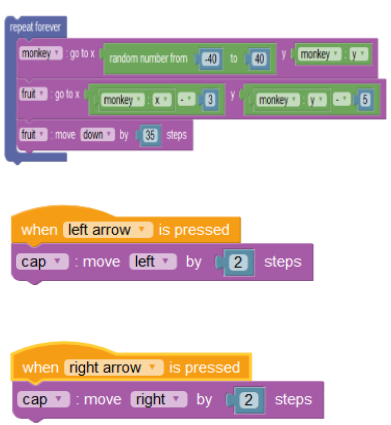 repeat forever
monkey : go to x random number from -40 to 40 y monkey : y
fruit : go to x monkey : x - 3 y monkey : y - 5
fruit : move down by 35 steps
when left arrow is pressed
cap : move left by 2 steps
when right arrow is pressed
cap : move right by 2 steps